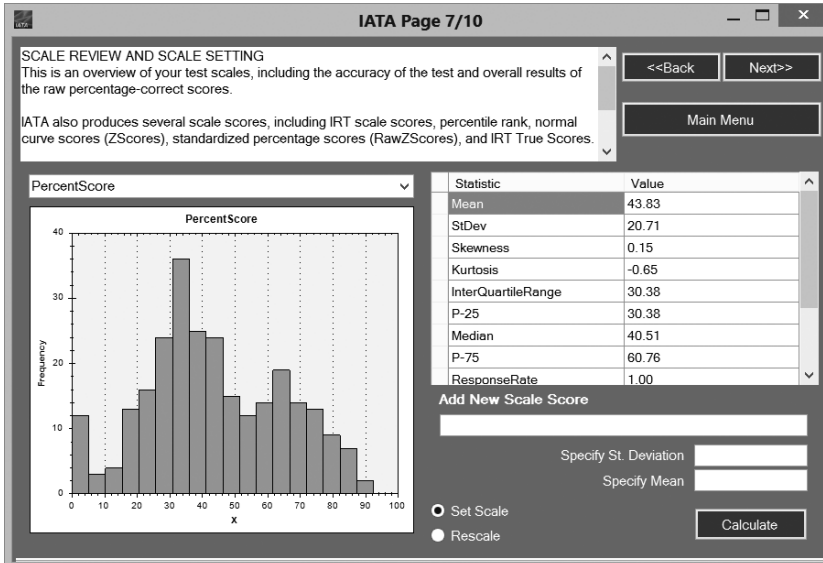 IATA Page 7/10
IATA
SCALE REVIEW AND SCALE SETTING
This is an overview of your test scales, including the accuracy of the test and overall results of
the raw percentage-correct scores.
IATA also produces several scale scores, including IRT scale scores, percentile rank, normal
curve scores (ZScores), standardized percentage scores (RawZScores), and IRT True Scores.
<<Back
Next>>
Main Menu
PercentScore
PercentScore
40
30
20
10
0
Frequency
0 10 20 30 40 50 60 70 80 90 100
X
Statistic Value
Mean 43.83
StDev 20.71
Skewness 0.15
Kurtosis -0.65
InterQuartileRange 30.38
P-25 30.38
Median 40.51
P-75 60.76
ResponseRate 1.00
Add New Scale Score
Specify St. Deviation
Specify Mean
Set Scale
Rescale
Calculate